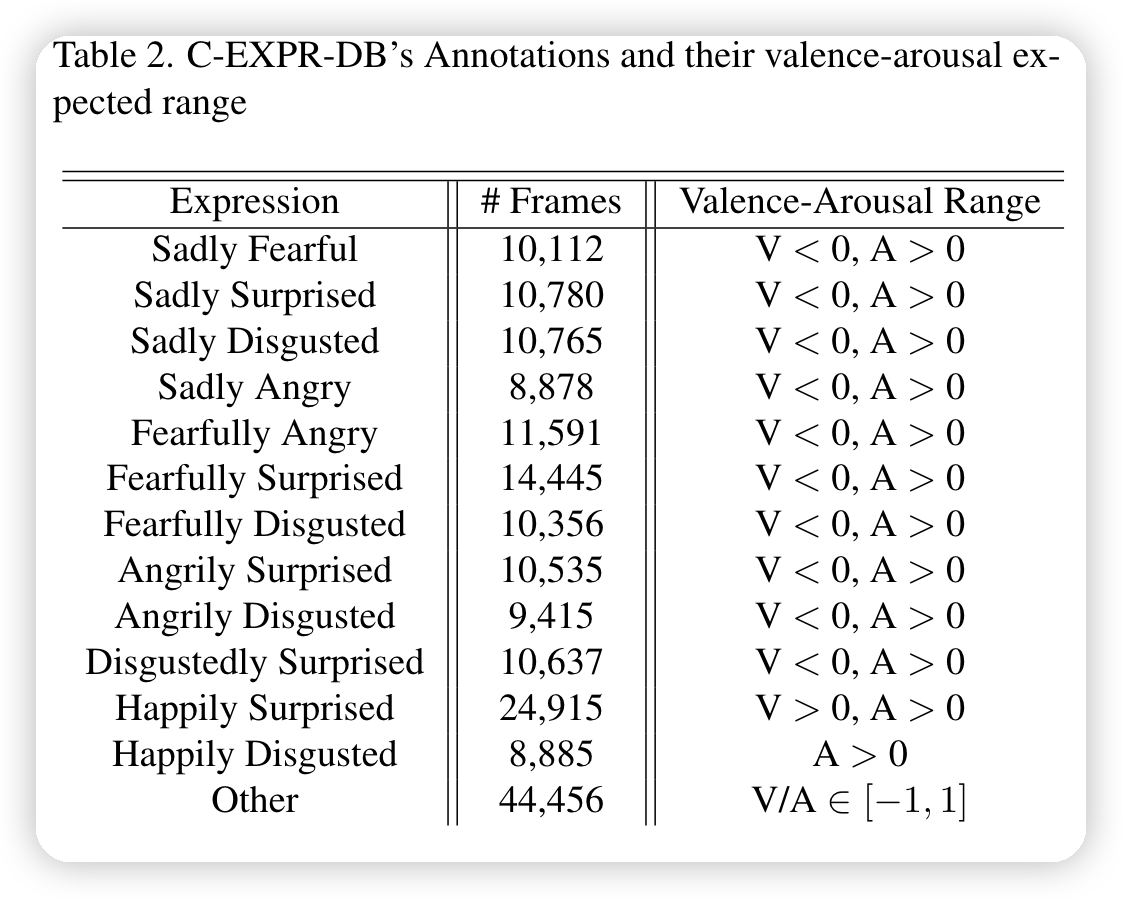 Table 2. C-EXPR-DB's Annotations and their valence-arousal ex-
pected range
Expression # Frames Valence-Arousal Range
Sadly Fearful 10,112 V < 0, A > 0
Sadly Surprised 10,780 V < 0, A > 0
Sadly Disgusted 10,765 V < 0, A > 0
Sadly Angry 8,878 V < 0, A > 0
Fearfully Angry 11,591 V < 0, A > 0
Fearfully Surprised 14,445 V < 0, A > 0
Fearfully Disgusted 10,356 V < 0, A > 0
Angrily Surprised 10,535 V < 0, A > 0
Angrily Disgusted 9,415 V < 0, A > 0
Disgustedly Surprised 10,637 V < 0, A > 0
Happily Surprised 24,915 V > 0, A > 0
Happily Disgusted 8,885 A > 0
Other 44,456 V/A ∈ [−1, 1]